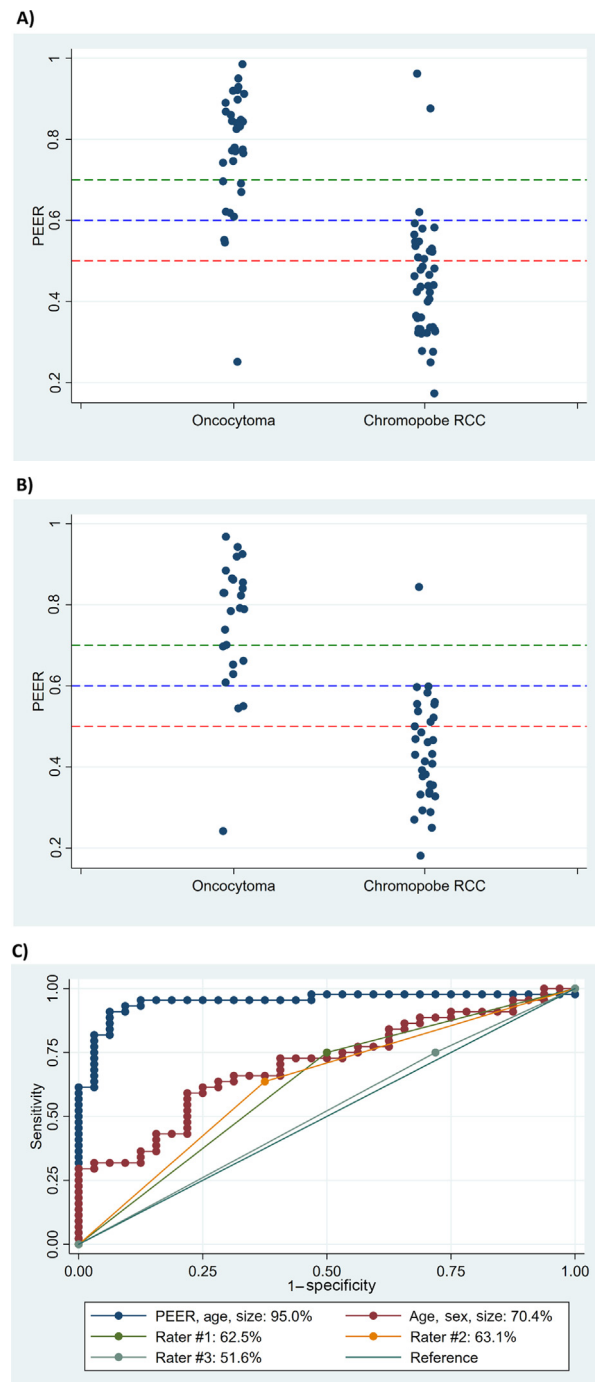 A)
1
0.8
0.6
0.4
0.2
PEER
Oncocytoma
Chromopobe RCC
B)
1
0.8
0.6
0.4
0.2
PEER
Oncocytoma
Chromopobe RCC
C)
1.00
0.75
0.50
0.25
0.00
Sensitivity
0.00 0.25 0.50 0.75 1.00
1–specificity
PEER, age, size: 95.0% Age, sex, size: 70.4%
Rater #1: 62.5% Rater #2: 63.1%
Rater #3: 51.6% Reference